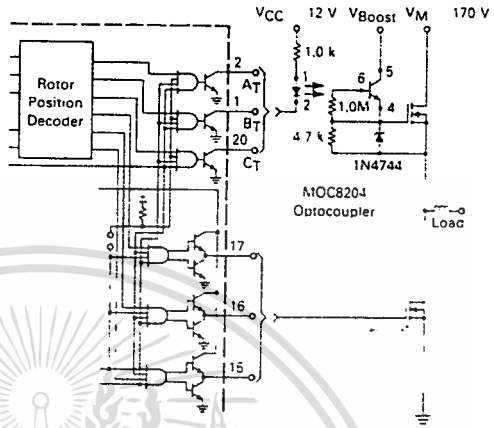 VCC 12 V VBoost VM 170 V
1.0 k
2
AT
1
BT
20
CT
Rotor
Position
Decoder
1
2
6
5
4
1.0M
4.7 k
1N4744
MOC8204
Optocoupler
Load
17
16
15